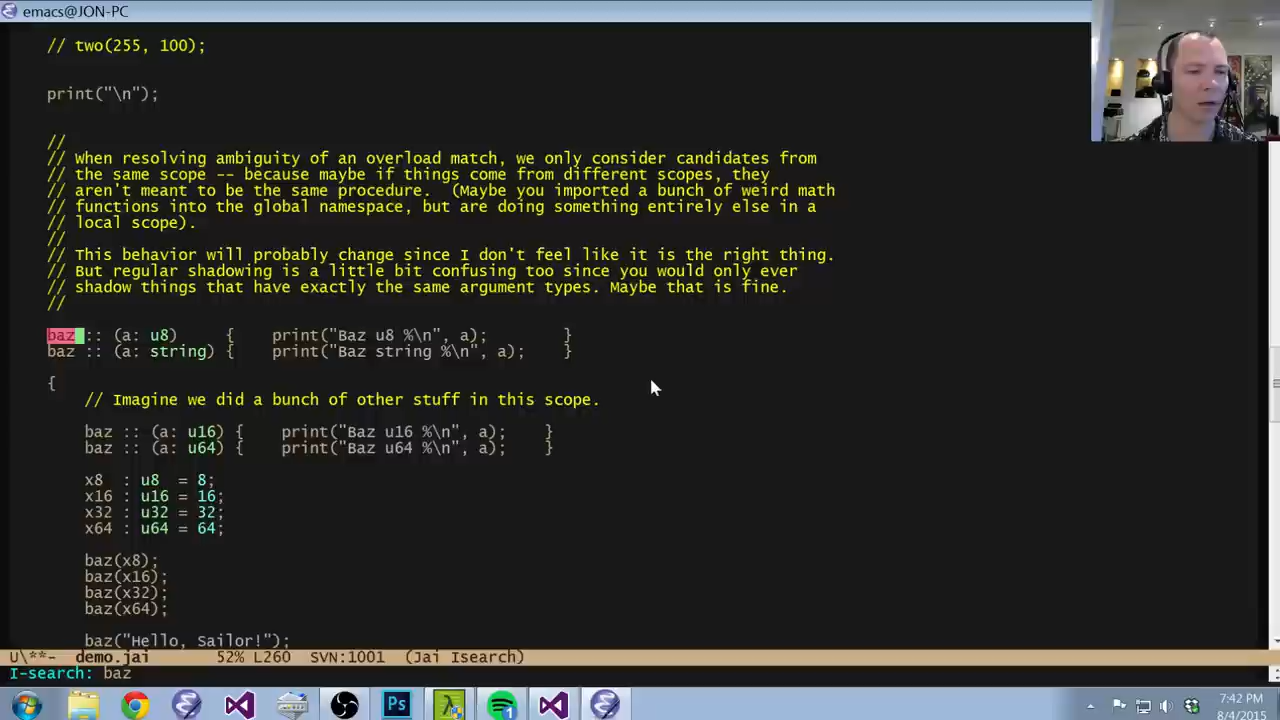 emacs@JON-PC
// two(255, 100);
print("\n");
//
// When resolving ambiguity of an overload match, we only consider candidates from
// the same scope -- because maybe if things come from different scopes, they
// aren't meant to be the same procedure.  (Maybe you imported a bunch of weird math
// functions into the global namespace, but are doing something entirely else in a
// local scope).
//
// This behavior will probably change since I don't feel like it is the right thing.
// But regular shadowing is a little bit confusing too since you would only ever
// shadow things that have exactly the same argument types. Maybe that is fine.
//
baz :: (a: u8)     {    print("Baz u8 %\n", a);        }
baz :: (a: string) {    print("Baz string %\n", a);    }
{
// Imagine we did a bunch of other stuff in this scope.
baz :: (a: u16) {    print("Baz u16 %\n", a);    }
baz :: (a: u64) {    print("Baz u64 %\n", a);    }
x8  : u8  = 8;
x16 : u16 = 16;
x32 : u32 = 32;
x64 : u64 = 64;
baz(x8);
baz(x16);
baz(x32);
baz(x64);
baz("Hello, Sailor!");
U\**-  demo.jai       52% L260  SVN:1001  (Jai Isearch)
I-search: baz
Ps
1
7:42 PM
8/4/2015